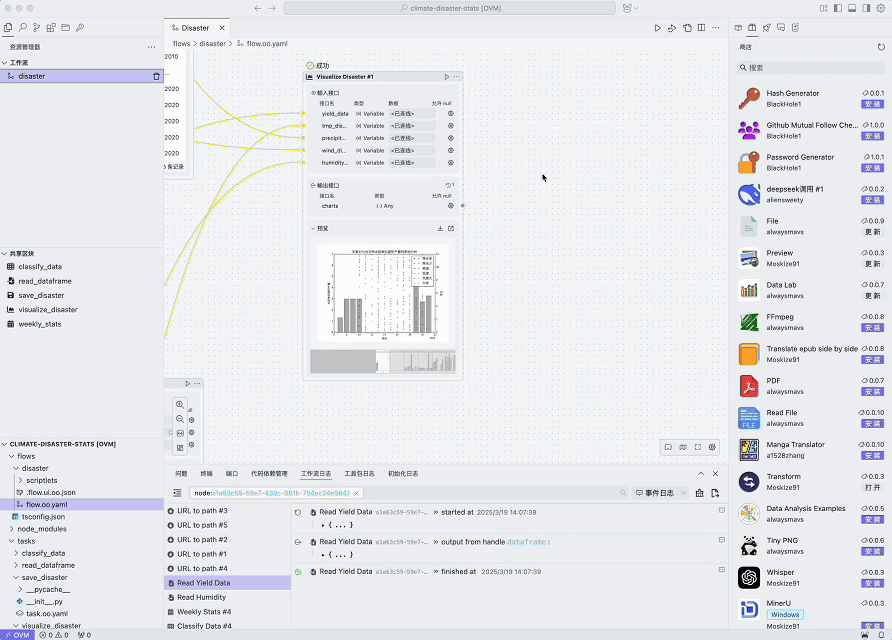 climate-disaster-stats [OVM]
资源管理器
工作流
disaster
共享区块
classify_data
read_dataframe
save_disaster
visualize_disaster
weekly_stats
CLIMATE-DISASTER-STATS [OVM]
flows
disaster
scriptlets
.flow.ui.oo.json
flow.oo.yaml
tsconfig.json
node_modules
tasks
classify_data
read_dataframe
save_disaster
__pycache__
__init__.py
task.oo.yaml
visualize_disaster
OVM
0 0 0
Disaster
flows > disaster > flow.oo.yaml
2010
2020
2020
2020
2020
2020
条记录
成功
Visualize Disaster #1
输入接口
接口名 类型 数据 允许 null
yield_data Variable <已连线>
tmp_dis... Variable <已连线>
precipit... Variable <已连线>
wind_di... Variable <已连线>
humidity... Variable <已连线>
输出接口 1
接口名 类型 允许 null
charts Any
预览
问题 终端 端口 代码依赖管理 工作流日志 工具包日志 初始化日志
事件日志
URL to path #3
URL to path #5
URL to path #2
URL to path #1
URL to path #4
Read Yield Data
Read Humidity
Weekly Stats #4
Classify Data #4
Read Yield Data a1a63c59-59e7-... started at 2025/3/19 14:07:38
{ ... }
Read Yield Data a1a63c59-59e7-... output from handle dataframe:
{ ... }
Read Yield Data a1a63c59-59e7-... finished at 2025/3/19 14:07:39
商店
搜索
Hash Generator 0.0.1
BlackHole1 安装
Github Mutual Follow Che... 1.0.0
BlackHole1 安装
Password Generator 1.0.1
BlackHole1 安装
deepseek调用 #1 0.0.2
aliensweety 安装
File 0.0.9
alwaysmavs 更新
Preview 0.0.3
Moskize91 更新
Data Lab 0.0.7
alwaysmavs 更新
FFmpeg 0.0.8
alwaysmavs 安装
Translate epub side by side 0.0.8
Moskize91 安装
PDF 0.0.7
alwaysmavs 安装
Read File 0.0.10
alwaysmavs 安装
FILE
Manga Translator 0.0.10
a1528zhang 安装
Transform 0.0.3
Moskize91 打开
Data Analysis Examples 0.0.5
alwaysmavs 安装
Tiny PNG 0.0.6
alwaysmavs 安装
Whisper 0.0.3
Moskize91 安装
MinerU 0.0.3
Windows
Moskize91 安装